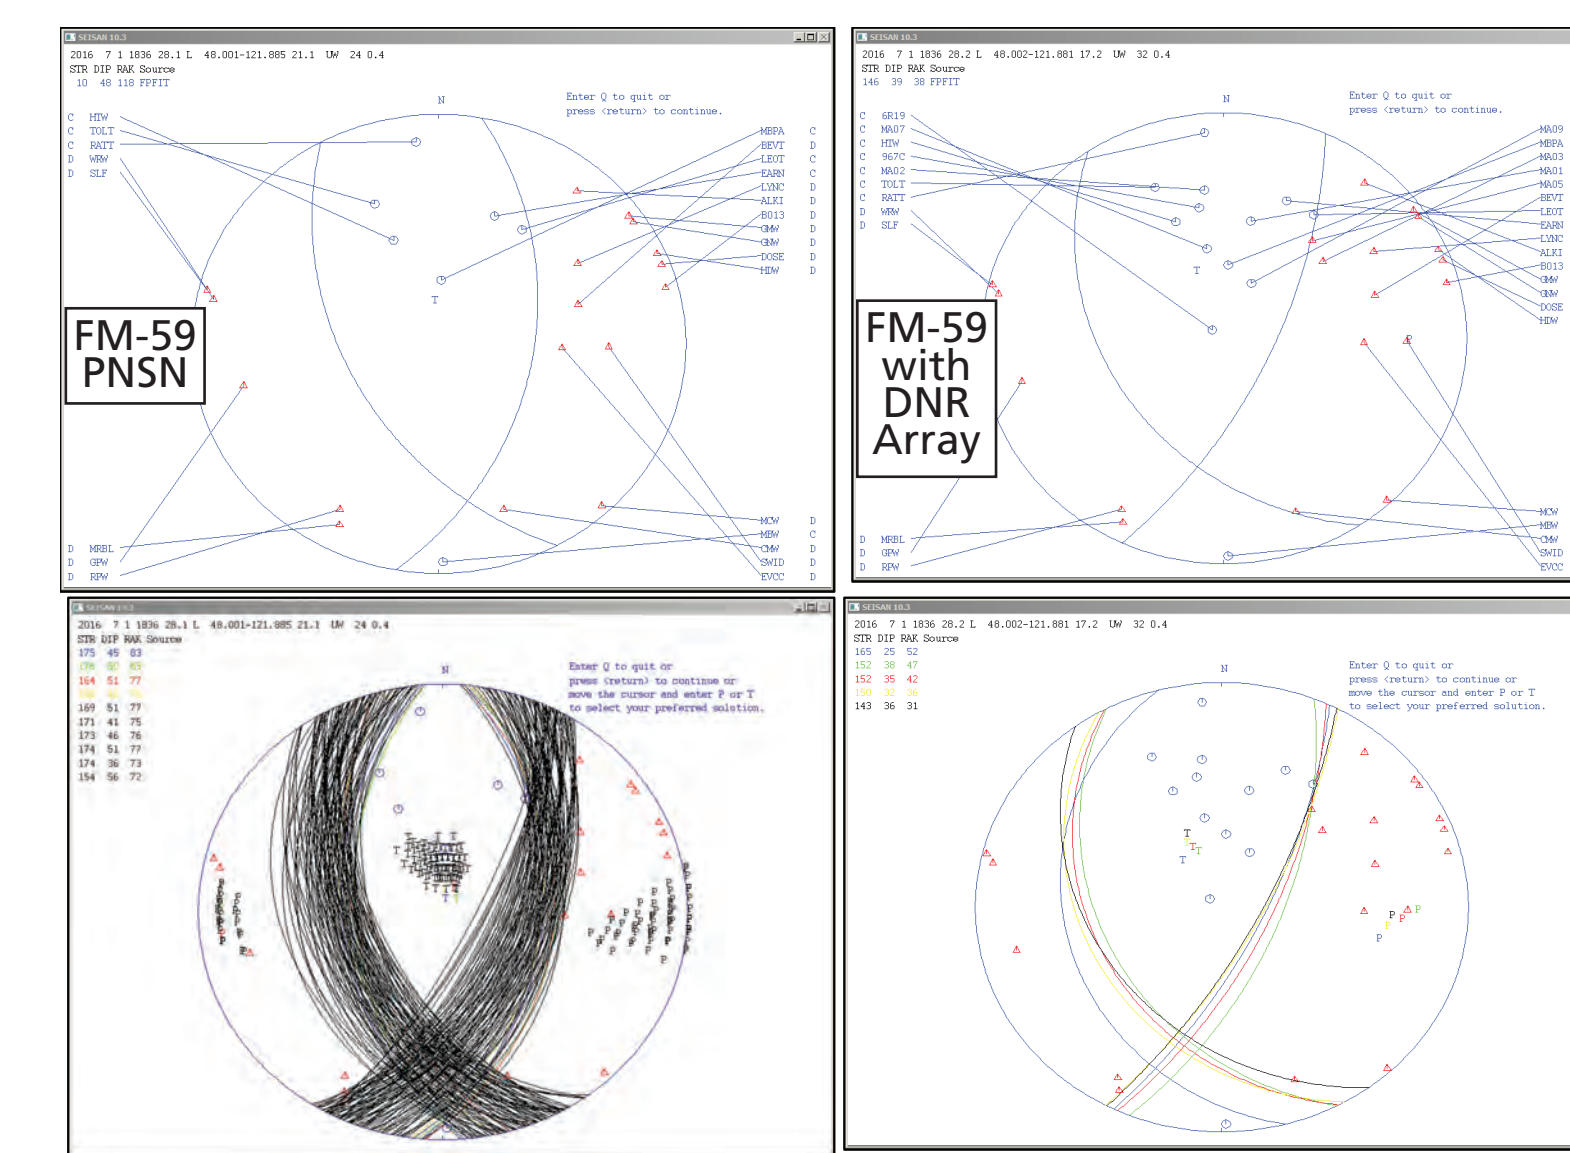 SEISAN 10.3
2016 7 1 1836 28.1 L 48.001-121.885 21.1 UW 24 0.4
STR DIP RAK Source
10 48 118 FPFIT
Enter Q to quit or
press <return> to continue.
N
C HTW
C TOLT
C RATT
D WRW
D SLF
MBPA C
BEVT D
LEOT C
EARN C
LYNC D
ALKI D
B013 D
GMW D
GNW D
DOSE D
HDW D
T
FM-59
PNSN
D MRBL
D GPW
D RPW
MCW D
MBW C
CMW D
SWID D
EVCC D
SEISAN 10.3
2016 7 1 1836 28.2 L 48.002-121.881 17.2 UW 32 0.4
STR DIP RAK Source
146 39 38 FPFIT
Enter Q to quit or
press <return> to continue.
N
C 6R19
C MA07
C HTW
C 967C
C MA02
C TOLT
C RATT
D WRW
D SLF
MA09
MBPA
MA03
MA01
MA05
BEVT
LEOT
EARN
LYNC
ALKI
B013
GMW
GNW
DOSE
HDW
T
P
FM-59
with
DNR
Array
D MRBL
D GPW
D RPW
MCW
MBW
CMW
SWID
EVCC
SEISAN 10.3
2016 7 1 1836 28.1 L 48.001-121.885 21.1 UW 24 0.4
STR DIP RAK Source
175 45 83
164 51 77
169 51 77
171 41 75
173 46 76
174 51 77
174 36 73
154 56 72
Enter Q to quit or
press <return> to continue or
move the cursor and enter P or T
to select your preferred solution.
N
SEISAN 10.3
2016 7 1 1836 28.2 L 48.002-121.881 17.2 UW 32 0.4
STR DIP RAK Source
165 25 52
152 38 47
152 35 42
150 32 36
143 36 31
Enter Q to quit or
press <return> to continue or
move the cursor and enter P or T
to select your preferred solution.
N
T
T
T
T
P
P
P
P
P